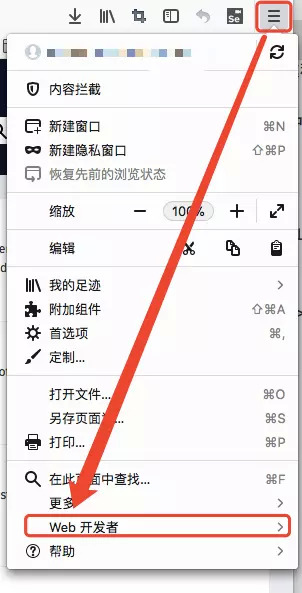 Se
内容拦截
新建窗口 ⌘N
新建隐私窗口 ⇧⌘P
恢复先前的浏览状态
缩放 − 100% +
编辑
我的足迹
附加组件 ⇧⌘A
首选项 ⌘,
定制...
打开文件... ⌘O
另存页面为... ⌘S
打印... ⌘P
在此页面中查找... ⌘F
更多
Web 开发者
帮助